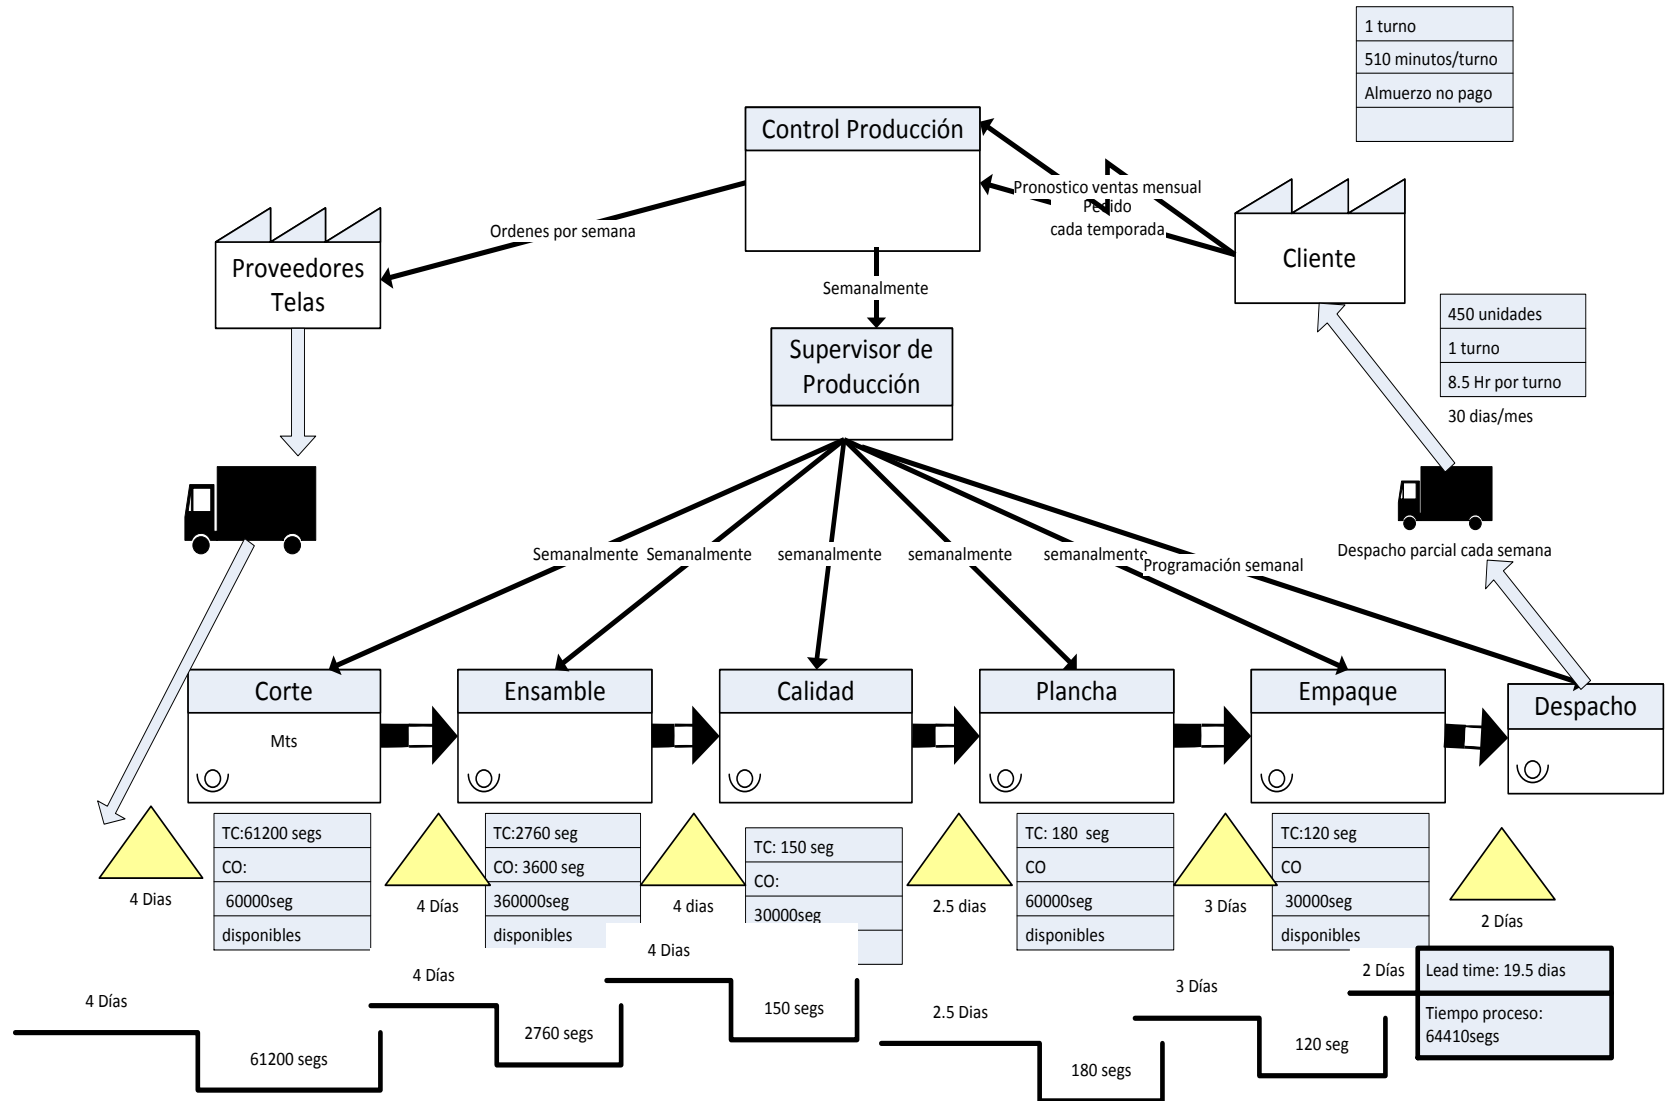 1 turno
510 minutos/turno
Almuerzo no pago
Control Producción
Pronostico ventas mensual
Pedido
cada temporada
Ordenes por semana
Proveedores
Telas
Cliente
Semanalmente
Supervisor de
Producción
450 unidades
1 turno
8.5 Hr por turno
30 dias/mes
Semanalmente
Semanalmente
semanalmente
semanalmente
semanalmente
Programación semanal
Despacho parcial cada semana
Corte
Mts
Ensamble
Calidad
Plancha
Empaque
Despacho
4 Dias
TC:61200 segs
CO:
60000seg
disponibles
4 Días
TC:2760 seg
CO: 3600 seg
360000seg
disponibles
4 dias
TC: 150 seg
CO:
30000seg
2.5 dias
TC: 180 seg
CO
60000seg
disponibles
3 Días
TC:120 seg
CO
30000seg
disponibles
2 Días
4 Días
61200 segs
4 Días
2760 segs
4 Dias
150 segs
2.5 Dias
180 segs
3 Días
120 seg
2 Días
Lead time: 19.5 dias
Tiempo proceso:
64410segs